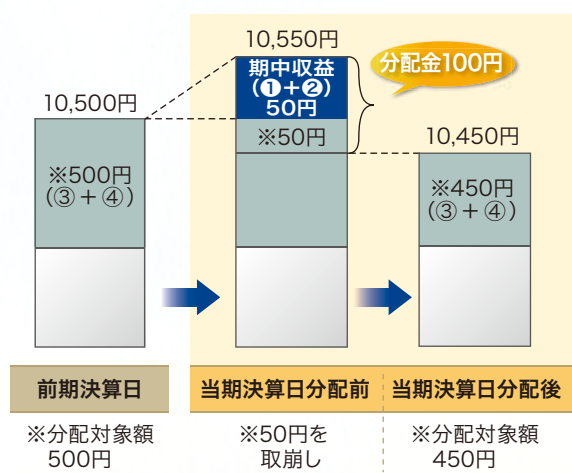 10,550円
分配金100円
期中収益
(❶+❷)
50円
10,500円
※50円
10,450円
※500円
(③+④)
※450円
(③+④)
前期決算日
当期決算日分配前
当期決算日分配後
※分配対象額
500円
※50円を
取崩し
※分配対象額
450円